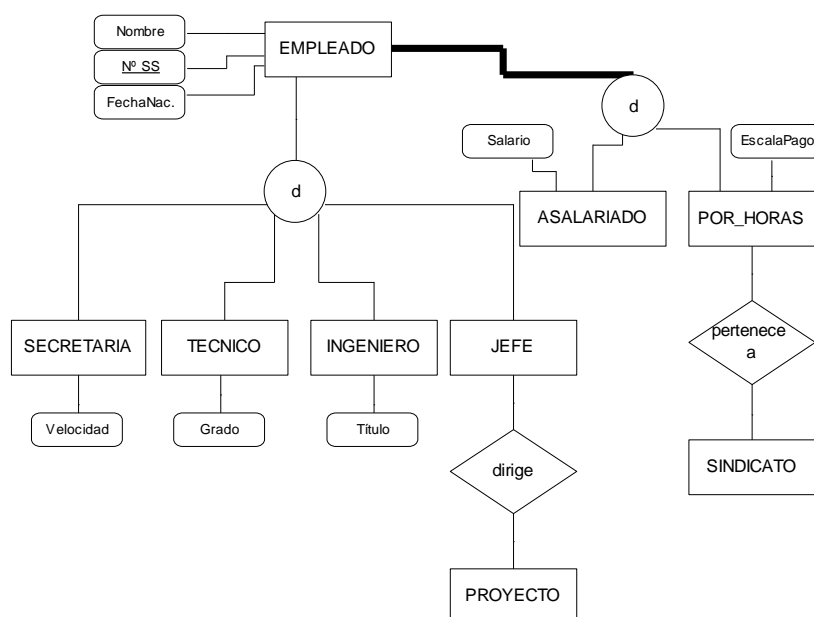 Nombre
EMPLEADO
Nº SS
FechaNac.
d
Salario
EscalaPago
ASALARIADO
POR_HORAS
d
SECRETARIA
TECNICO
INGENIERO
JEFE
pertenece
a
Velocidad
Grado
Título
dirige
SINDICATO
PROYECTO